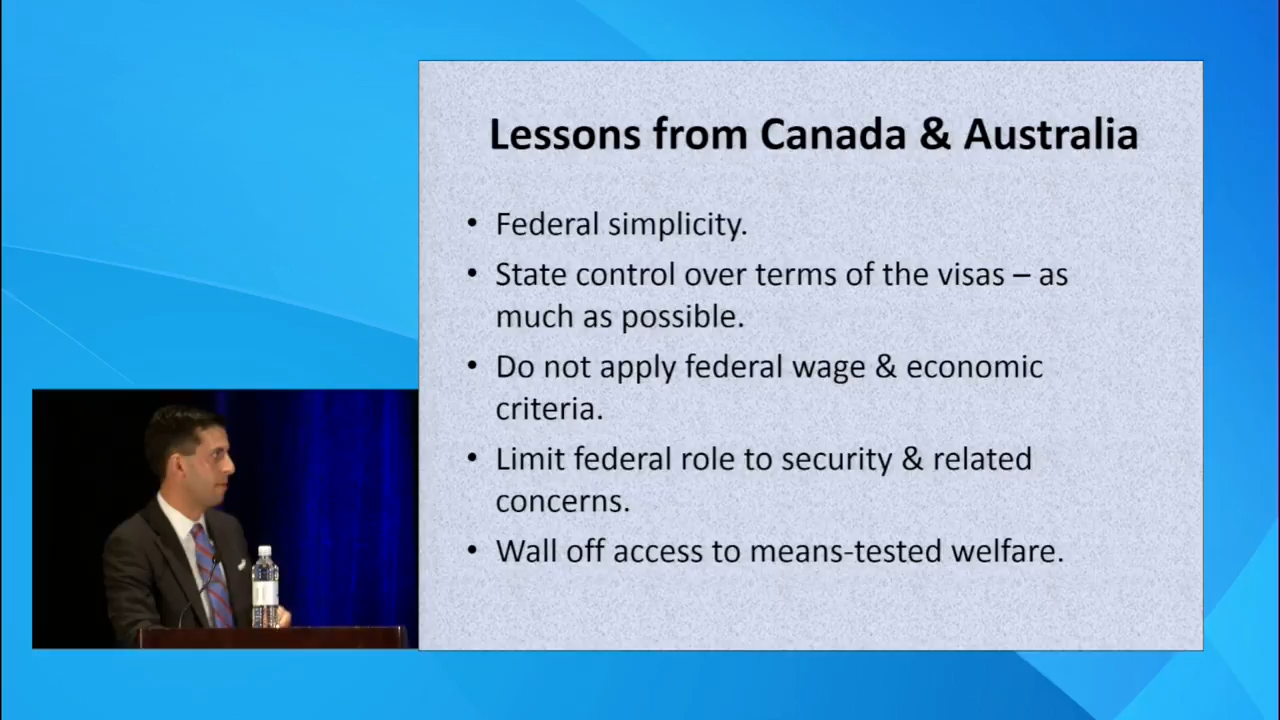 Lessons from Canada & Australia
• Federal simplicity.
• State control over terms of the visas – as
much as possible.
• Do not apply federal wage & economic
criteria.
• Limit federal role to security & related
concerns.
• Wall off access to means-tested welfare.